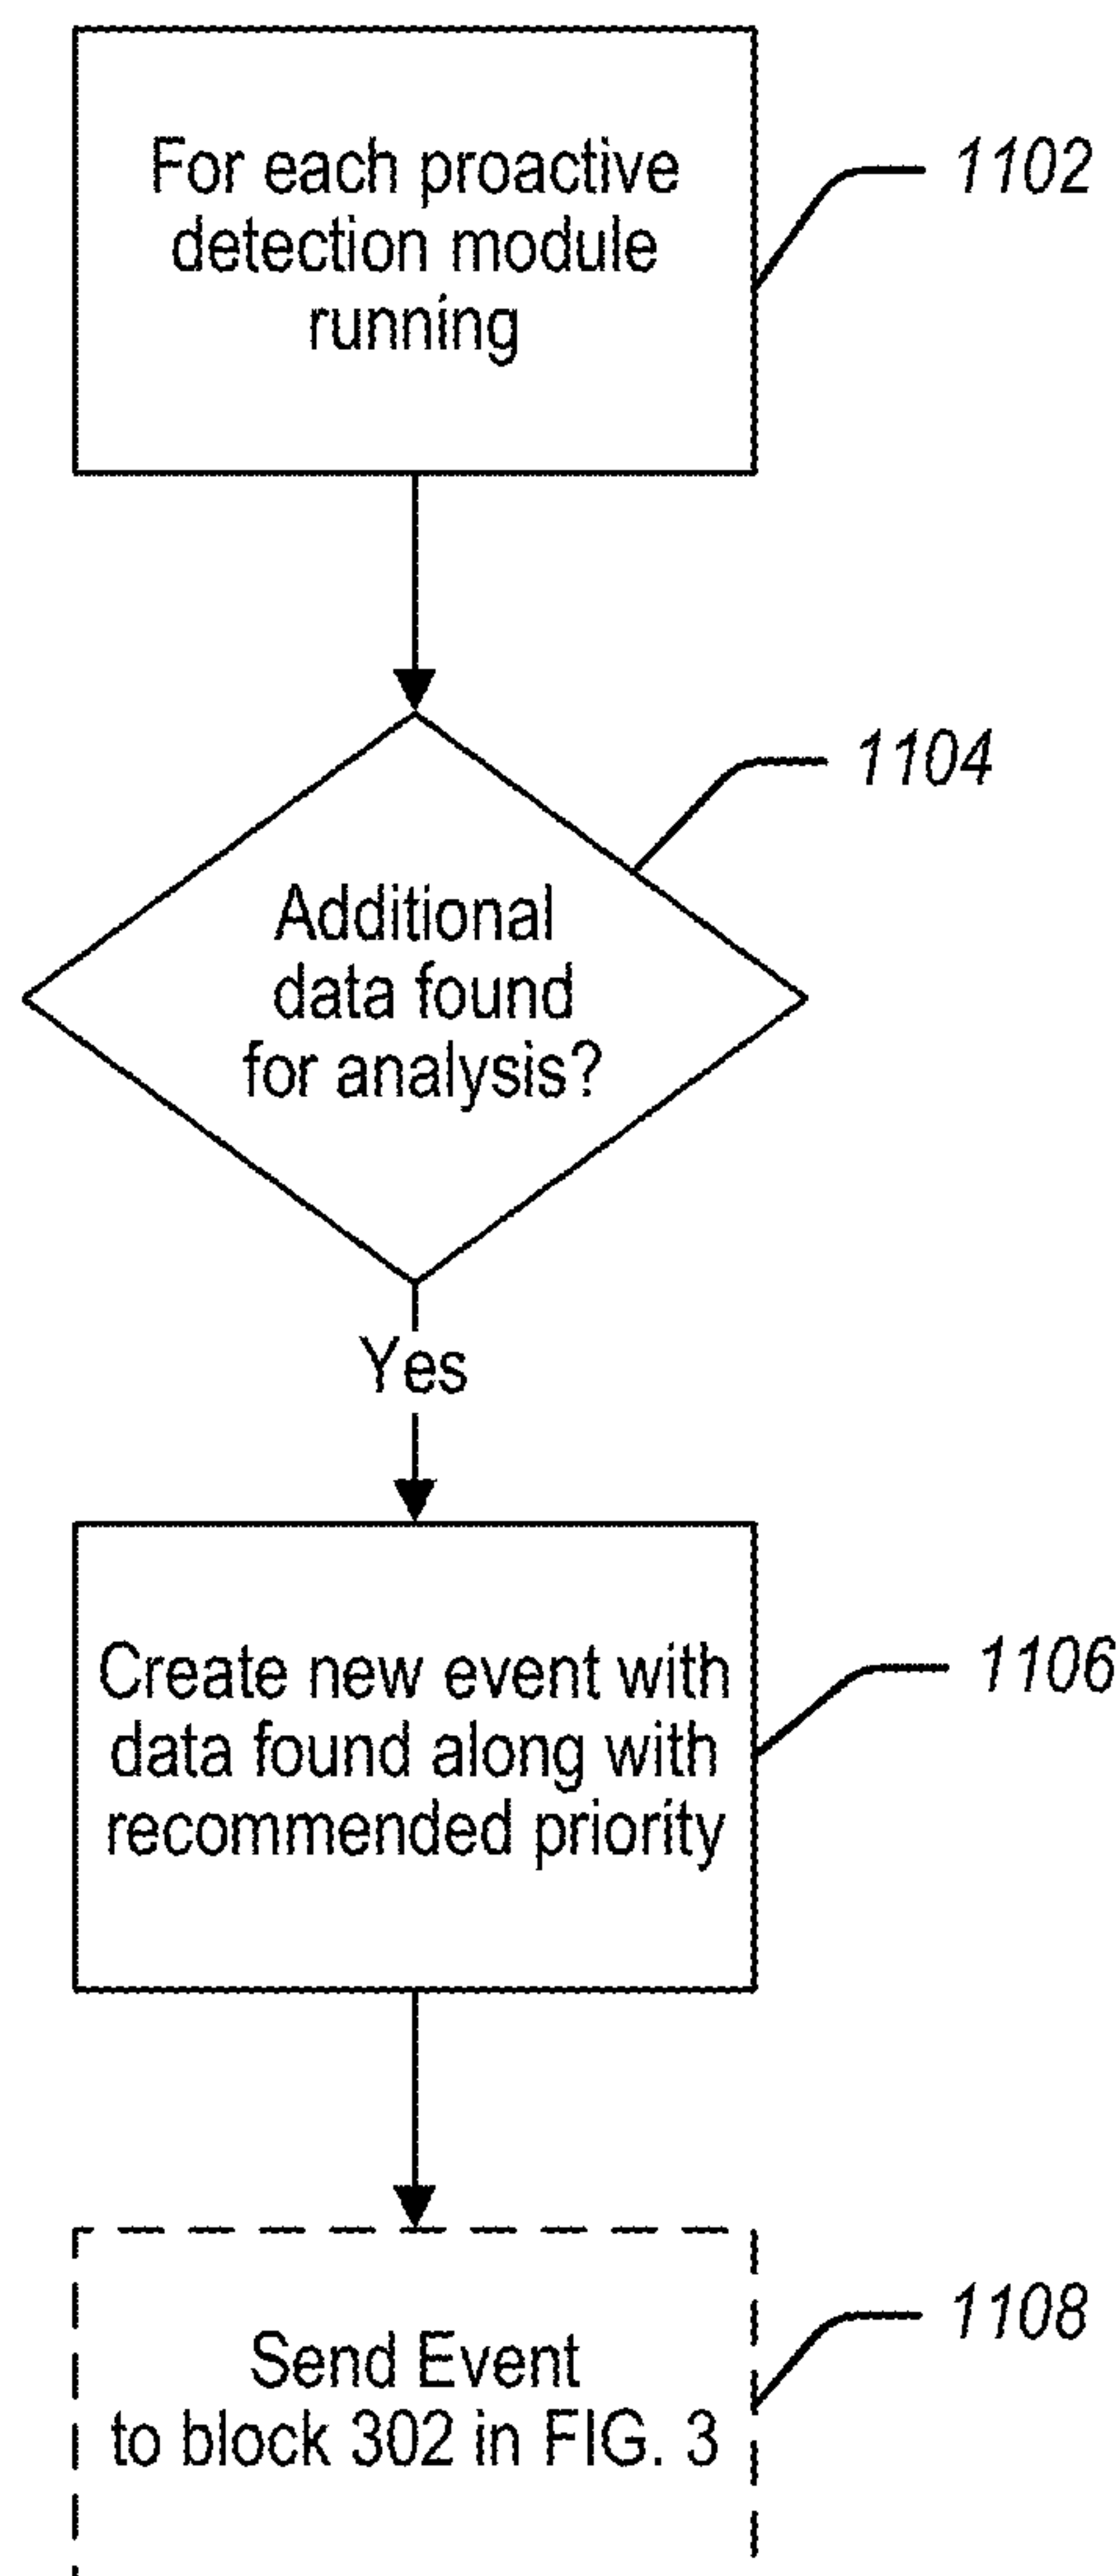 For each proactive
detection module
running
1102
Additional
data found
for analysis?
1104
Yes
Create new event with
data found along with
recommended priority
1106
Send Event
to block 302 in FIG. 3
1108